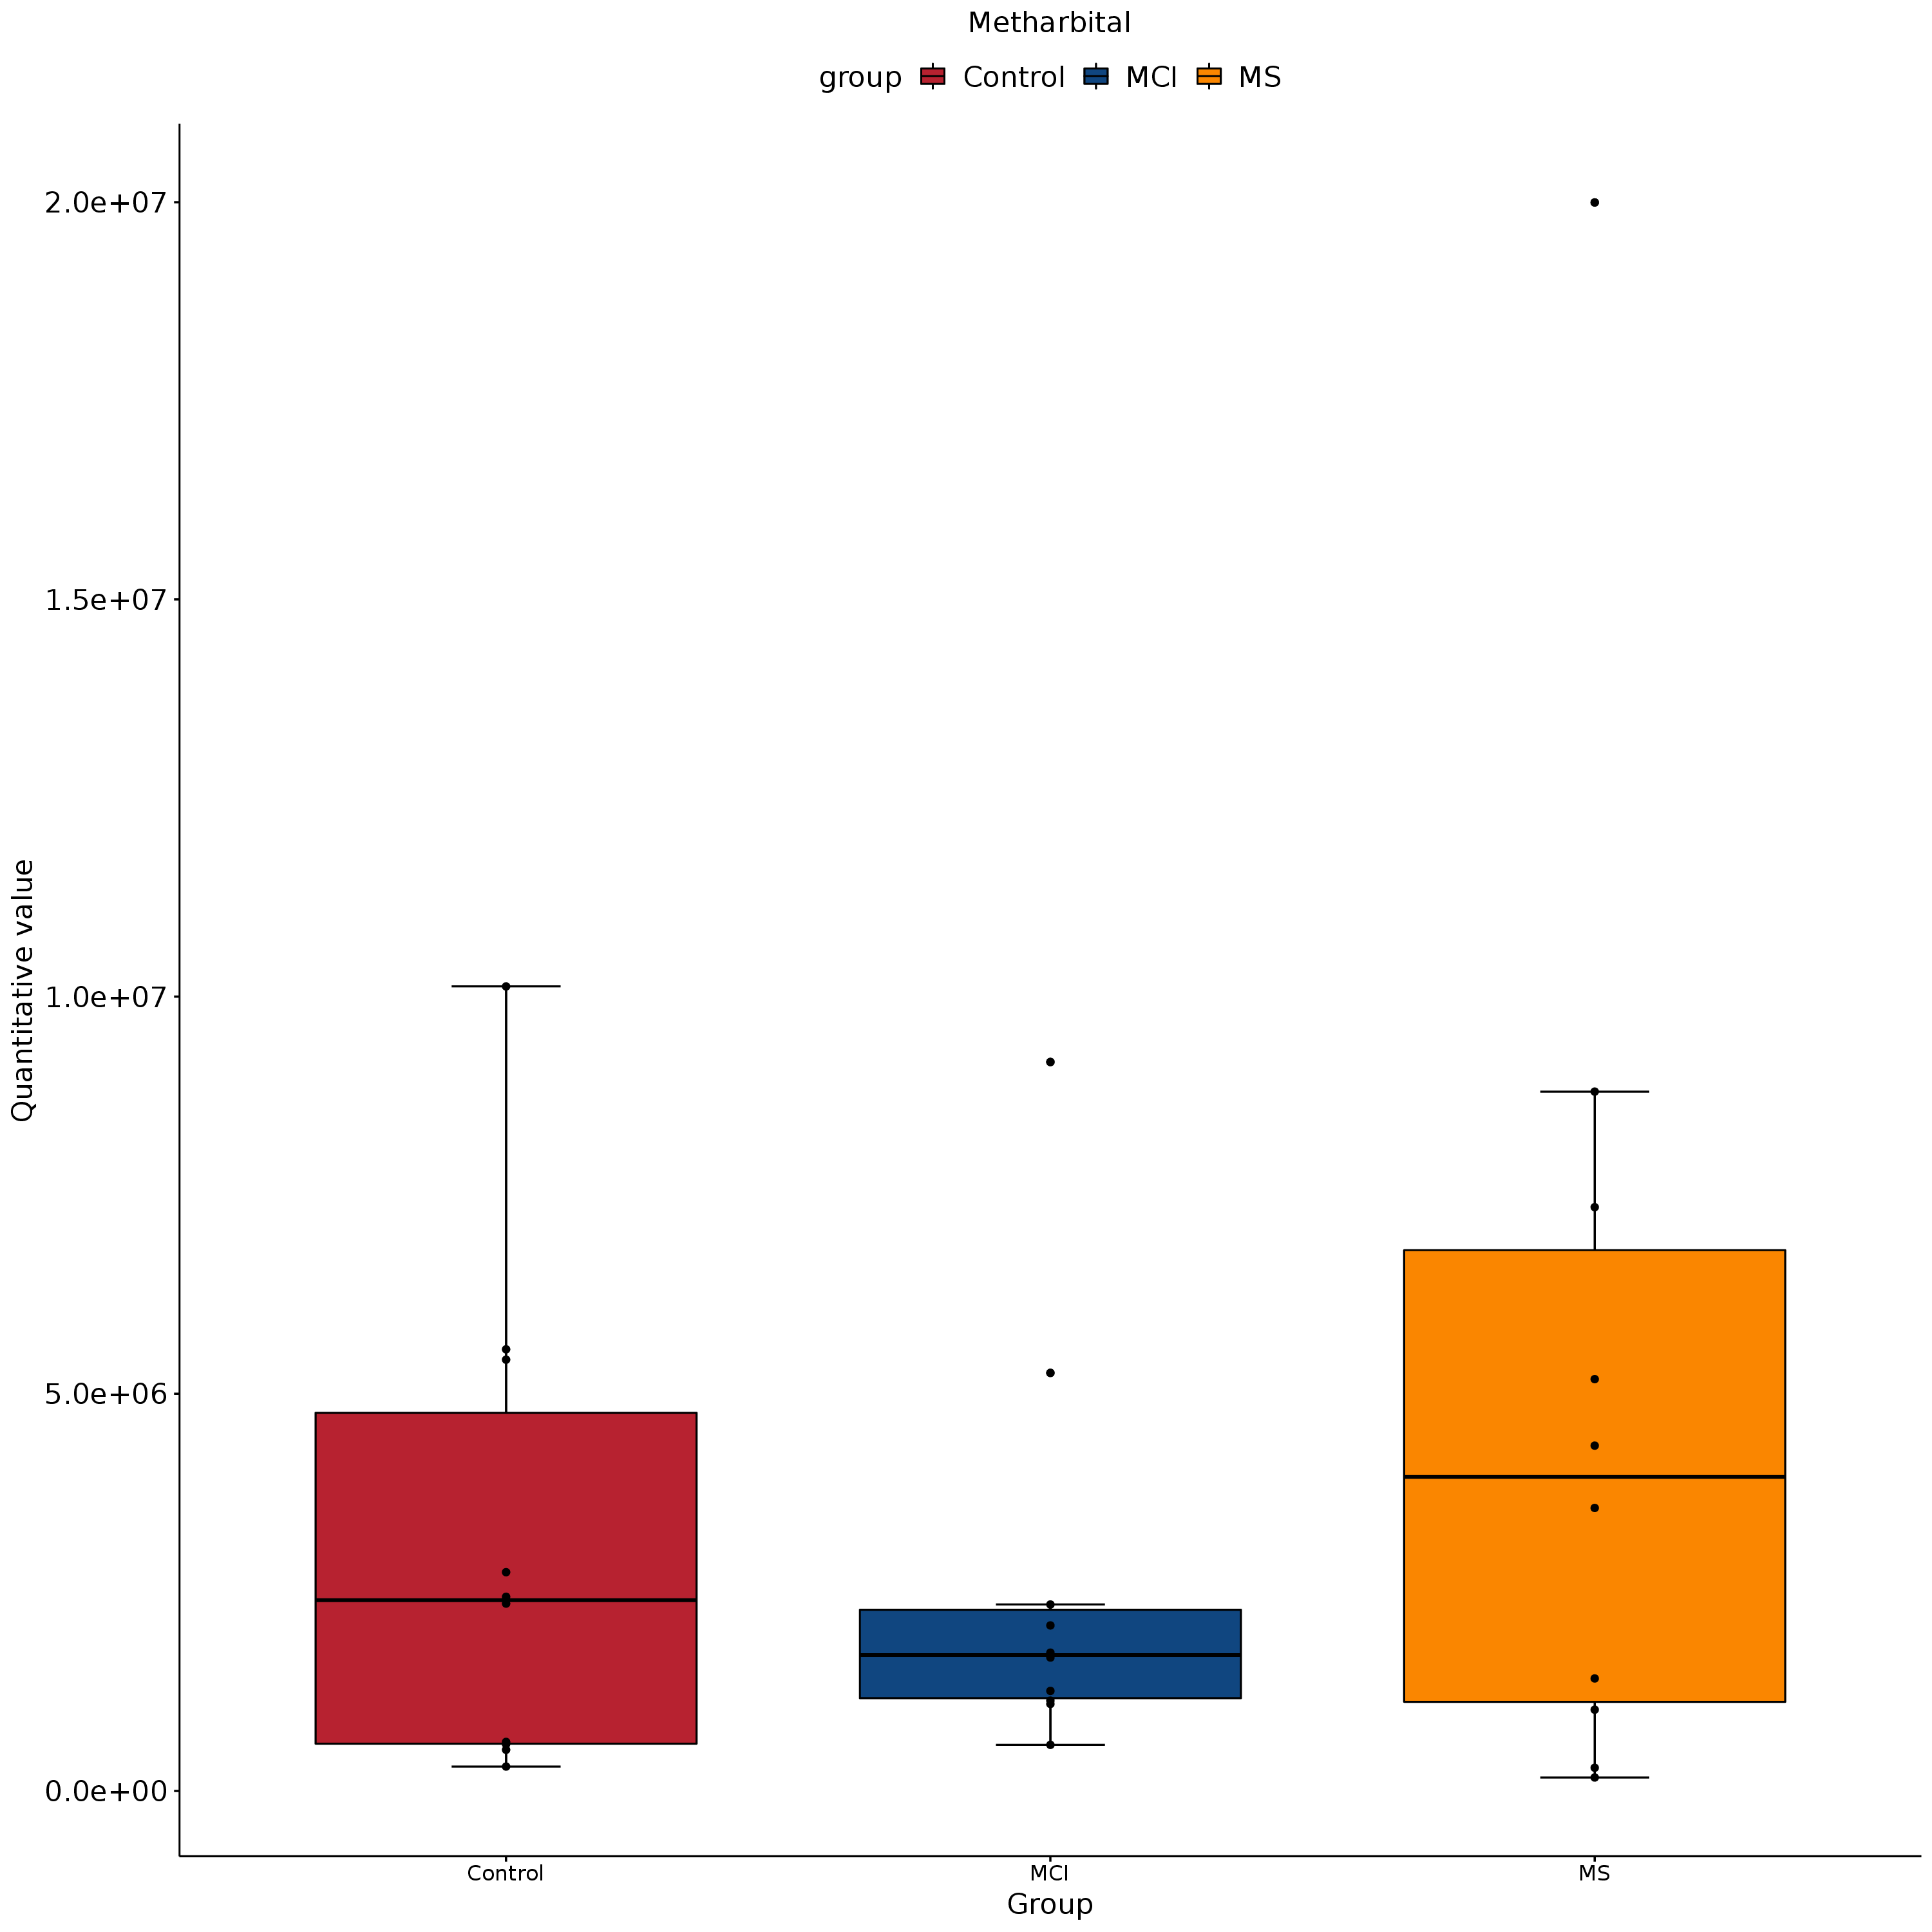 Metharbital
group Control MCI MS
2.0e+07
1.5e+07
1.0e+07
5.0e+06
0.0e+00
Quantitative value
Control MCI MS
Group